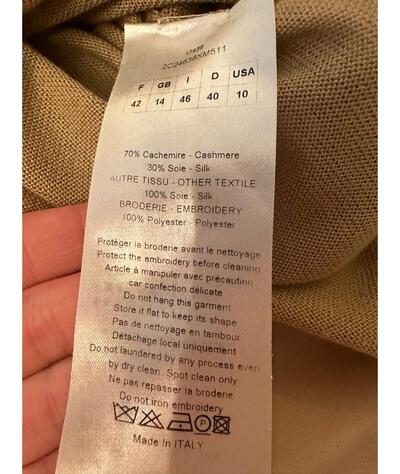 17439
2C24638XM511
F GB I D USA
42 14 46 40 10
70% Cachemire - Cashmere
30% Soie - Silk
AUTRE TISSU - OTHER TEXTILE
100% Soie - Silk
BRODERIE - EMBROIDERY
100% Polyester - Polyester
Protéger la broderie avant le nettoyage
Protect the embroidery before cleaning
Article à manipuler avec précaution
car confection délicate
Do not hang this garment
Store it flat to keep its shape
Pas de nettoyage en tambour
Détachage local uniquement
Do not laundered by any process even
by dry clean. Spot clean only
Ne pas repasser la broderie
Do not iron embroidery
P
Made in ITALY